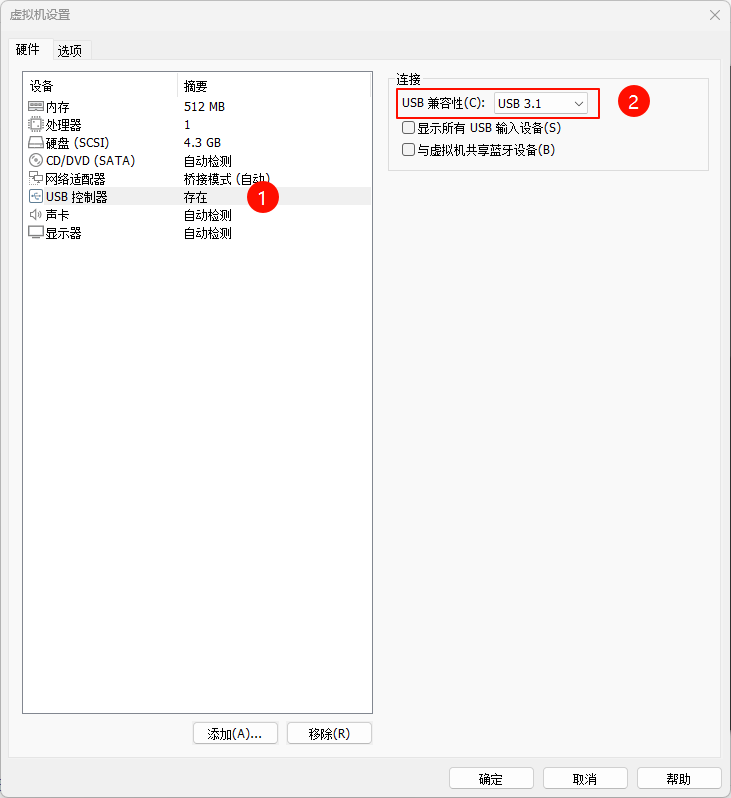 虚拟机设置
硬件 选项
设备 摘要
内存 512 MB
处理器 1
硬盘 (SCSI) 4.3 GB
CD/DVD (SATA) 自动检测
网络适配器 桥接模式 (自动)
USB 控制器 存在
声卡 自动检测
显示器 自动检测
1
添加(A)... 移除(R)
连接
USB 兼容性(C): USB 3.1
2
显示所有 USB 输入设备(S)
与虚拟机共享蓝牙设备(B)
确定 取消 帮助